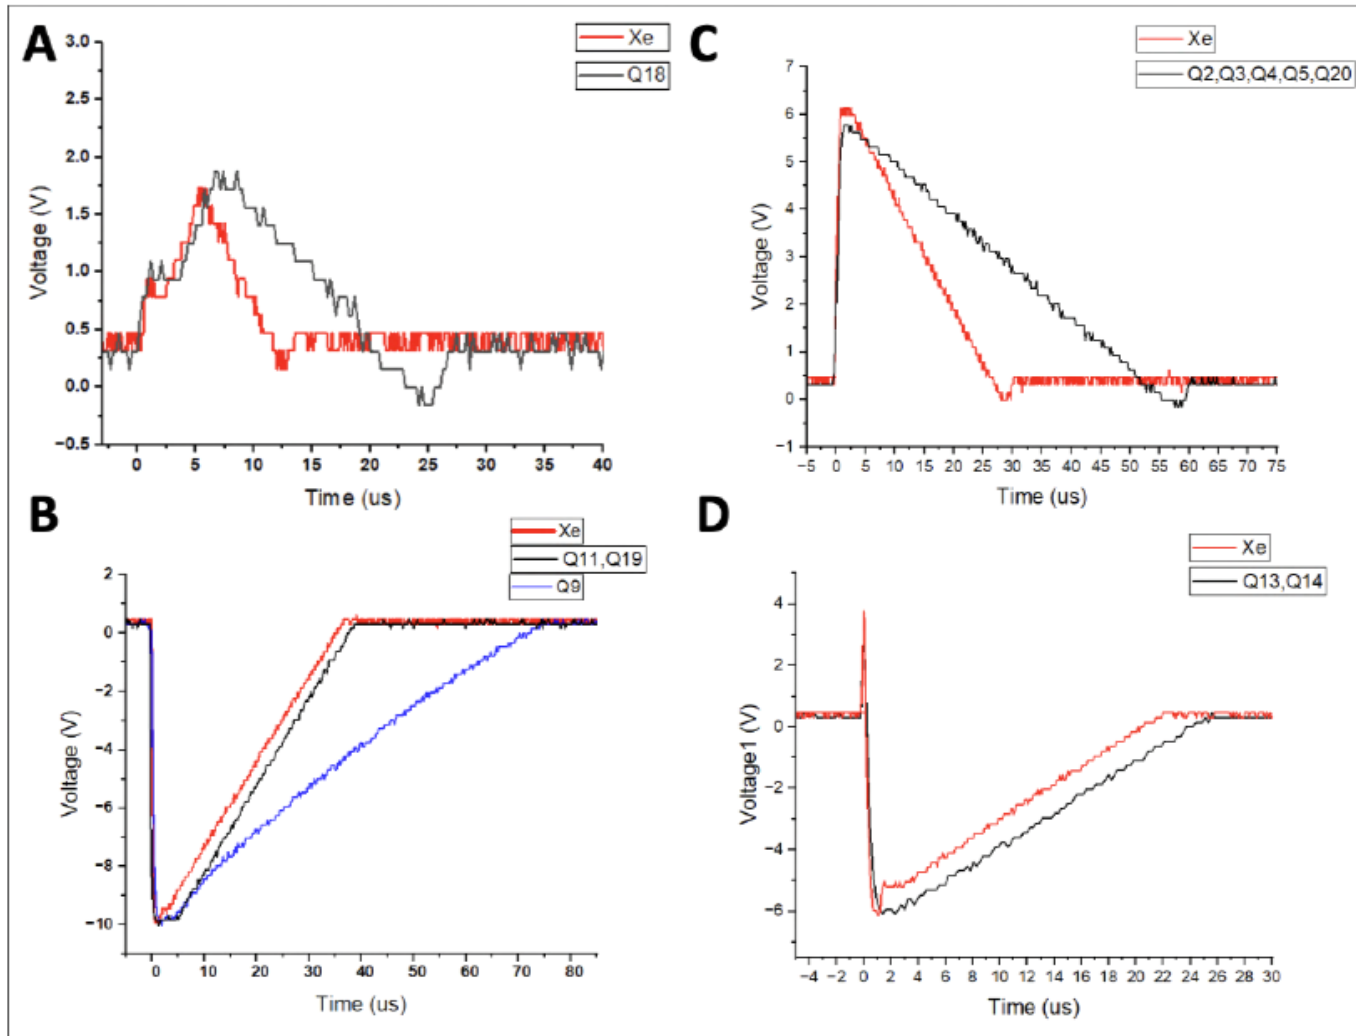 A
Xe
Q18
3.0
2.5
2.0
1.5
1.0
0.5
0.0
−0.5
Voltage (V)
0 5 10 15 20 25 30 35 40
Time (us)
C
Xe
Q2,Q3,Q4,Q5,Q20
7
6
5
4
3
2
1
0
−1
Voltage (V)
−5 0 5 10 15 20 25 30 35 40 45 50 55 60 65 70 75
Time (us)
B
Xe
Q11,Q19
Q9
2
0
−2
−4
−6
−8
−10
Voltage (V)
0 10 20 30 40 50 60 70 80
Time (us)
D
Xe
Q13,Q14
4
2
0
−2
−4
−6
Voltage1 (V)
−4 −2 0 2 4 6 8 10 12 14 16 18 20 22 24 26 28 30
Time (us)